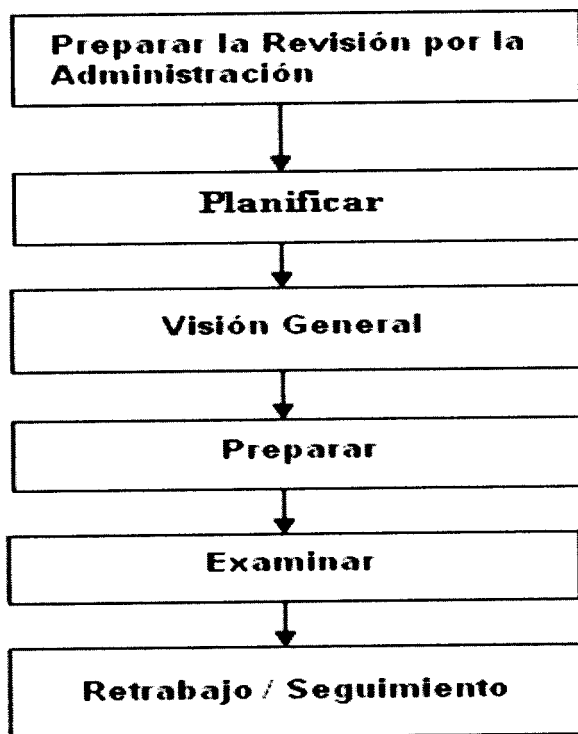 Preparar la Revisión por la
Administración
Planificar
Visión General
Preparar
Examinar
Retrabajo / Seguimiento